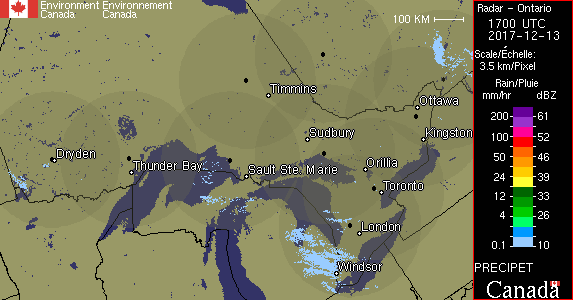 Environment Environnement
Canada Canada
100 KM
Timmins
Ottawa
Sudbury
Kingston
Dryden
Thunder Bay
Sault Ste. Marie
Orillia
Toronto
London
Windsor
Radar - Ontario
1700 UTC
2017-12-13
Scale/Échelle:
3.5 km/Pixel
Rain/Pluie
mm/hr dBZ
200 61
100 52
50 46
24 39
12 33
4 26
0.1 10
PRECIPET
Canada